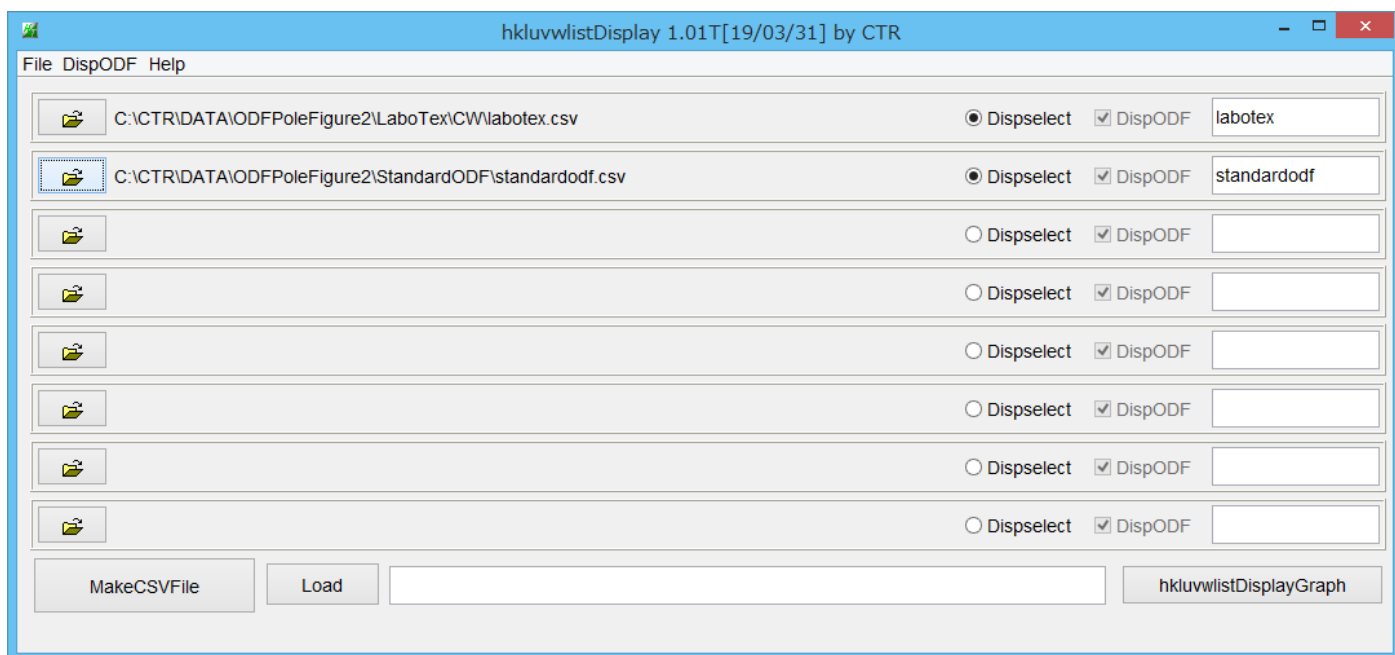 hkluvwlistDisplay 1.01T[19/03/31] by CTR
File DispODF Help
C:\CTR\DATA\ODFPoleFigure2\LaboTex\CW\labotex.csv Dispselect DispODF labotex
C:\CTR\DATA\ODFPoleFigure2\StandardODF\standardodf.csv Dispselect DispODF standardodf
Dispselect DispODF
Dispselect DispODF
Dispselect DispODF
Dispselect DispODF
Dispselect DispODF
Dispselect DispODF
MakeCSVFile Load hkluvwlistDisplayGraph